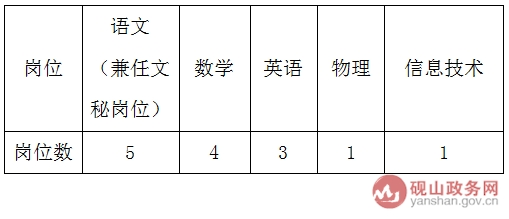 岗位 语文 数学 英语 物理 信息技术
（兼任文
秘岗位）
岗位数 5 4 3 1 1
砚山政务网
yanshan.gov.cn